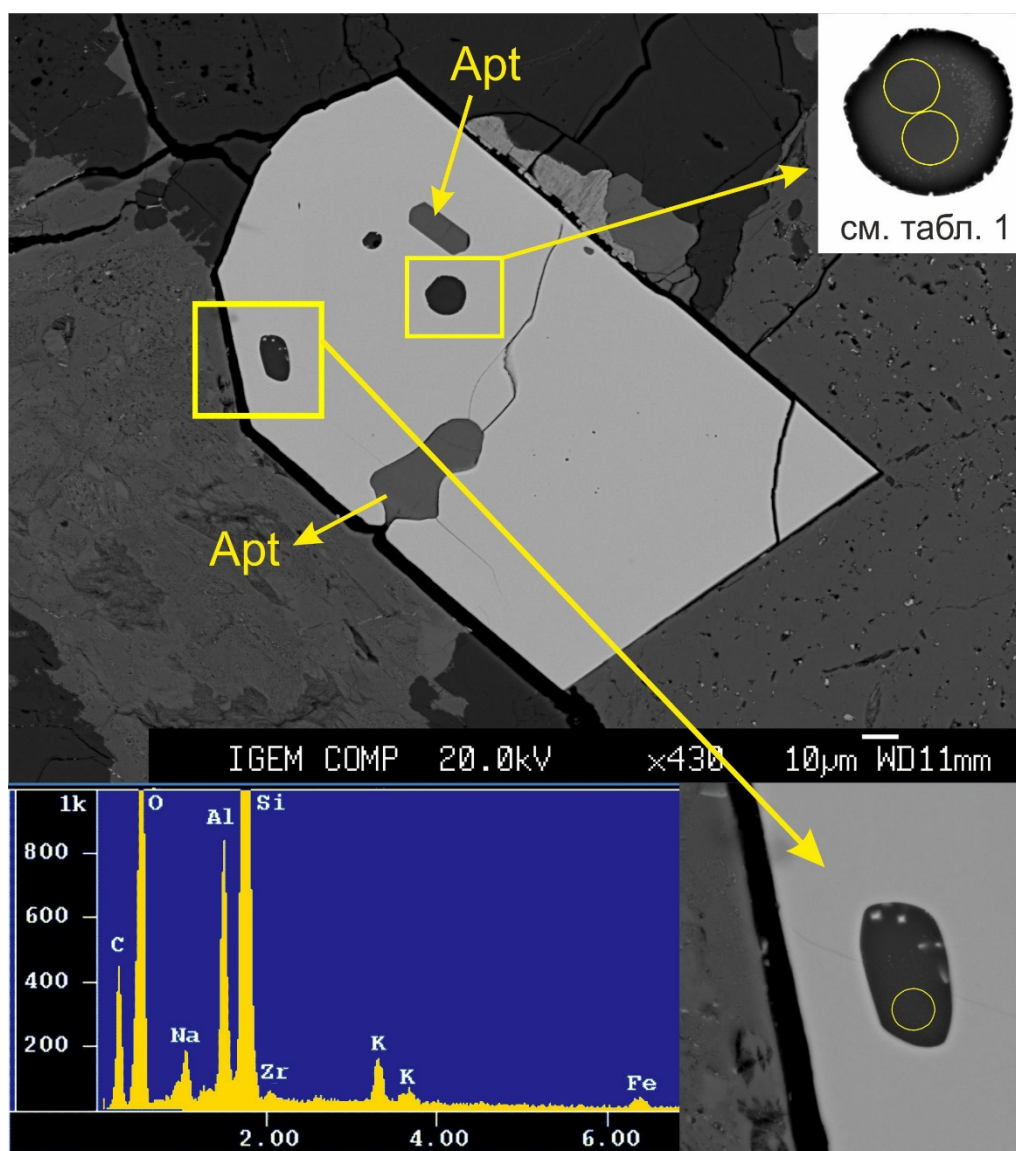 Apt
см. табл. 1
Apt
IGEM COMP 20.0kV x430 10µm WD11mm
1k O Al Si
800
600
C
400
Na
200 Zr K K Fe
2.00 4.00 6.00